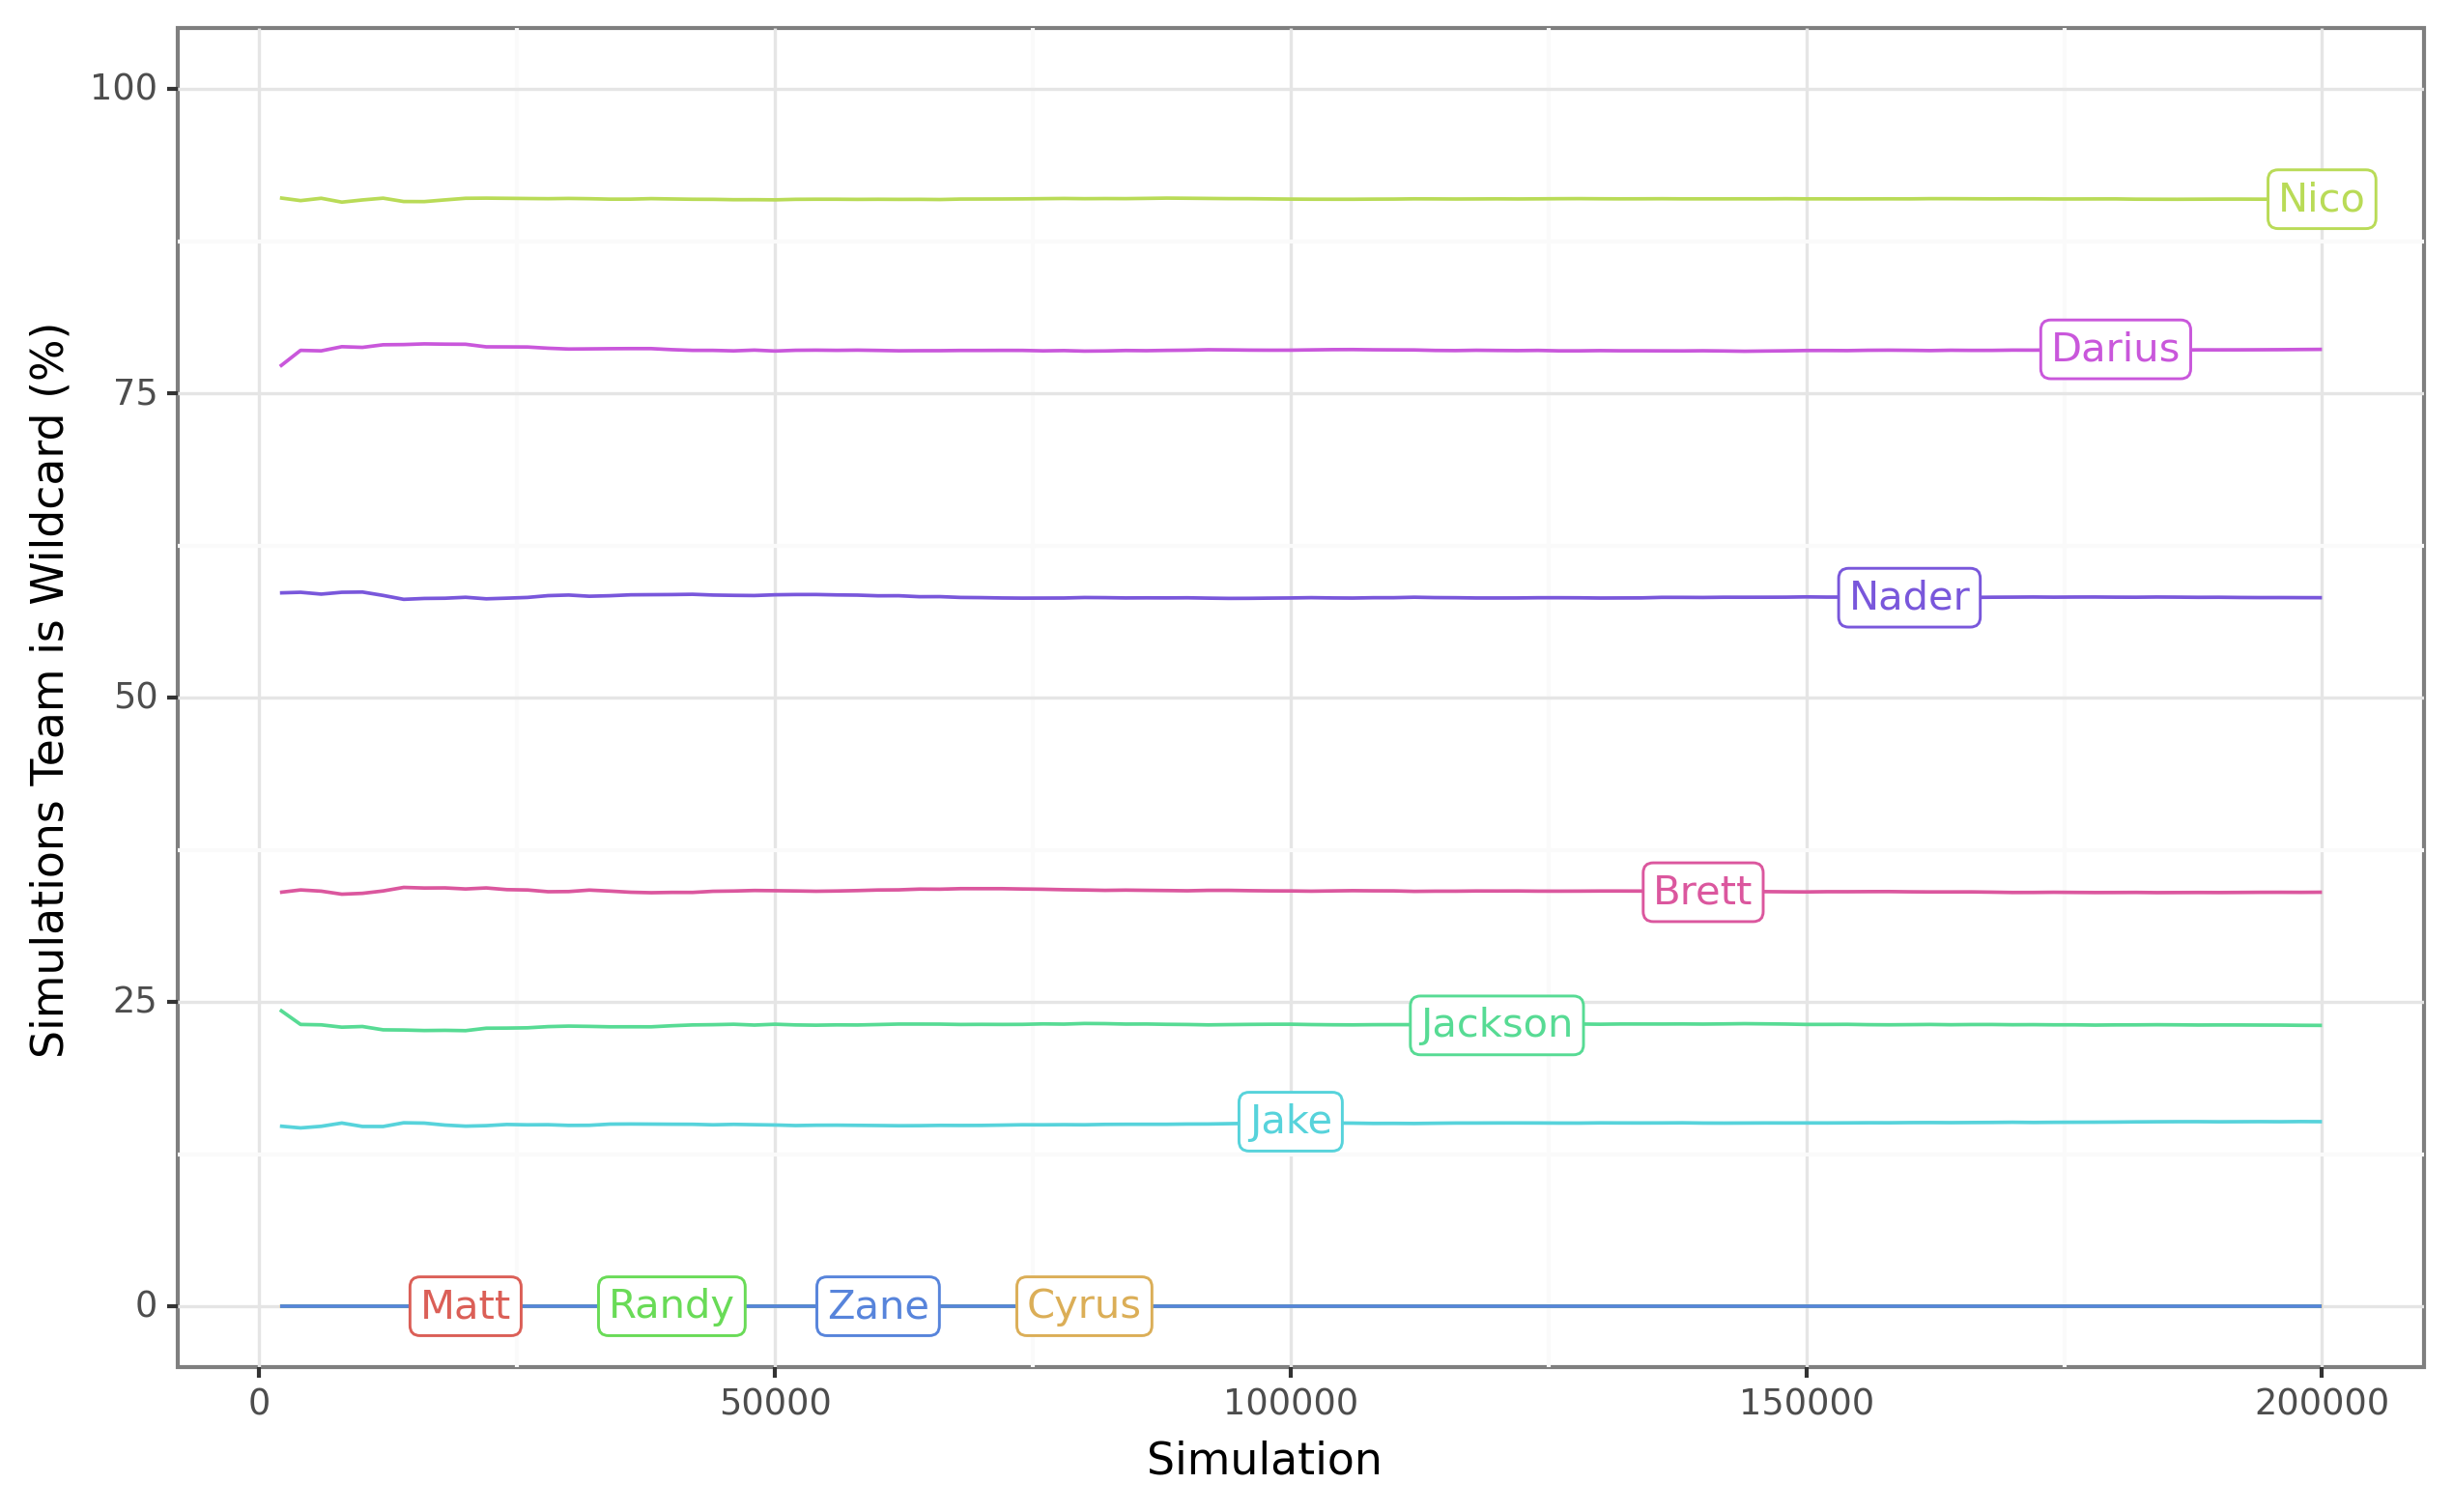 Simulations Team is Wildcard (%)
100
75
50
25
0
Nico
Darius
Nader
Brett
Jackson
Jake
Matt
Randy
Zane
Cyrus
0
50000
100000
150000
200000
Simulation